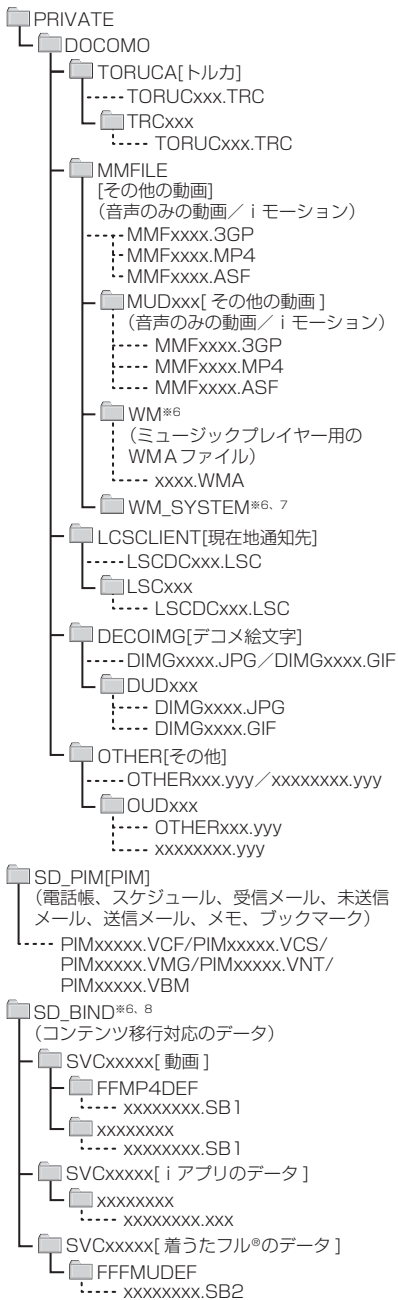 PRIVATE
DOCOMO
TORUCA[トルカ]
TORUCxxx.TRC
TRCxxx
TORUCxxx.TRC
MMFILE
[その他の動画]
（音声のみの動画／ｉモーション）
MMFxxxx.3GP
MMFxxxx.MP4
MMFxxxx.ASF
MUDxxx[その他の動画]
（音声のみの動画／ｉモーション）
MMFxxxx.3GP
MMFxxxx.MP4
MMFxxxx.ASF
WM※6
（ミュージックプレイヤー用の
WMAファイル）
xxxx.WMA
WM_SYSTEM※6、7
LCSCLIENT[現在地通知先]
LSCDCxxx.LSC
LSCxxx
LSCDCxxx.LSC
DECOIMG[デコメ絵文字]
DIMGxxxx.JPG／DIMGxxxx.GIF
DUDxxx
DIMGxxxx.JPG
DIMGxxxx.GIF
OTHER[その他]
OTHERxxx.yyy／xxxxxxxx.yyy
OUDxxx
OTHERxxx.yyy
xxxxxxxx.yyy
SD_PIM[PIM]
（電話帳、スケジュール、受信メール、未送信
メール、送信メール、メモ、ブックマーク）
PIMxxxxx.VCF/PIMxxxxx.VCS/
PIMxxxxx.VMG/PIMxxxxx.VNT/
PIMxxxxx.VBM
SD_BIND※6、8
（コンテンツ移行対応のデータ）
SVCxxxxx[動画]
FFMP4DEF
xxxxxxxx.SB1
xxxxxxxx
xxxxxxxx.SB1
SVCxxxxx[ｉアプリのデータ]
xxxxxxxx
xxxxxxxx.xxx
SVCxxxxx[着うたフル®のデータ]
FFFMUDEF
xxxxxxxx.SB2